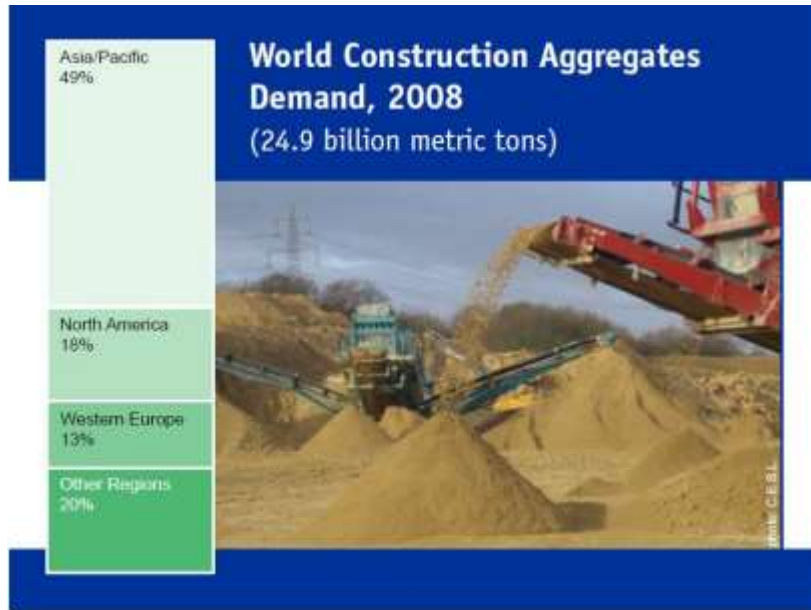 Asia/Pacific
49%
World Construction Aggregates
Demand, 2008
(24.9 billion metric tons)
North America
18%
Western Europe
13%
Other Regions
20%